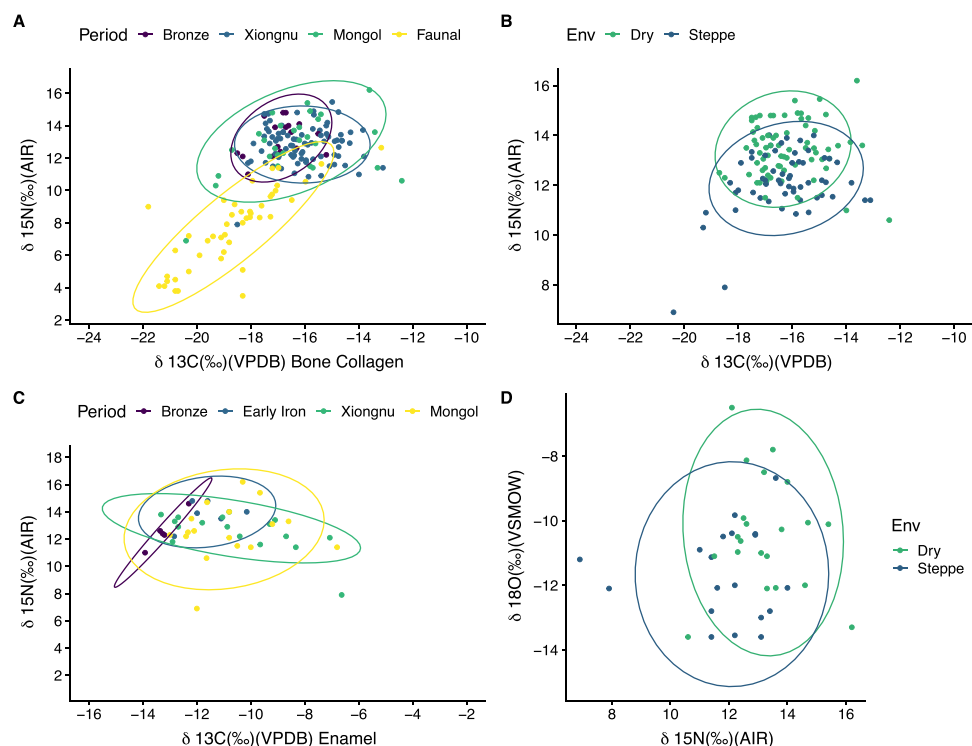 A
Period Bronze Xiongnu Mongol Faunal
16
14
12
10
8
6
4
2
δ 15N(‰)(AIR)
−24 −22 −20 −18 −16 −14 −12 −10
δ 13C(‰)(VPDB) Bone Collagen
B
Env Dry Steppe
16
14
12
10
8
δ 15N(‰)(AIR)
−24 −22 −20 −18 −16 −14 −12 −10
δ 13C(‰)(VPDB)
C
Period Bronze Early Iron Xiongnu Mongol
18
16
14
12
10
8
6
4
2
δ 15N(‰)(AIR)
−16 −14 −12 −10 −8 −6 −4 −2
δ 13C(‰)(VPDB) Enamel
D
−8
−10
−12
−14
δ 18O(‰)(VSMOW)
8 10 12 14 16
δ 15N(‰)(AIR)
Env
Dry
Steppe